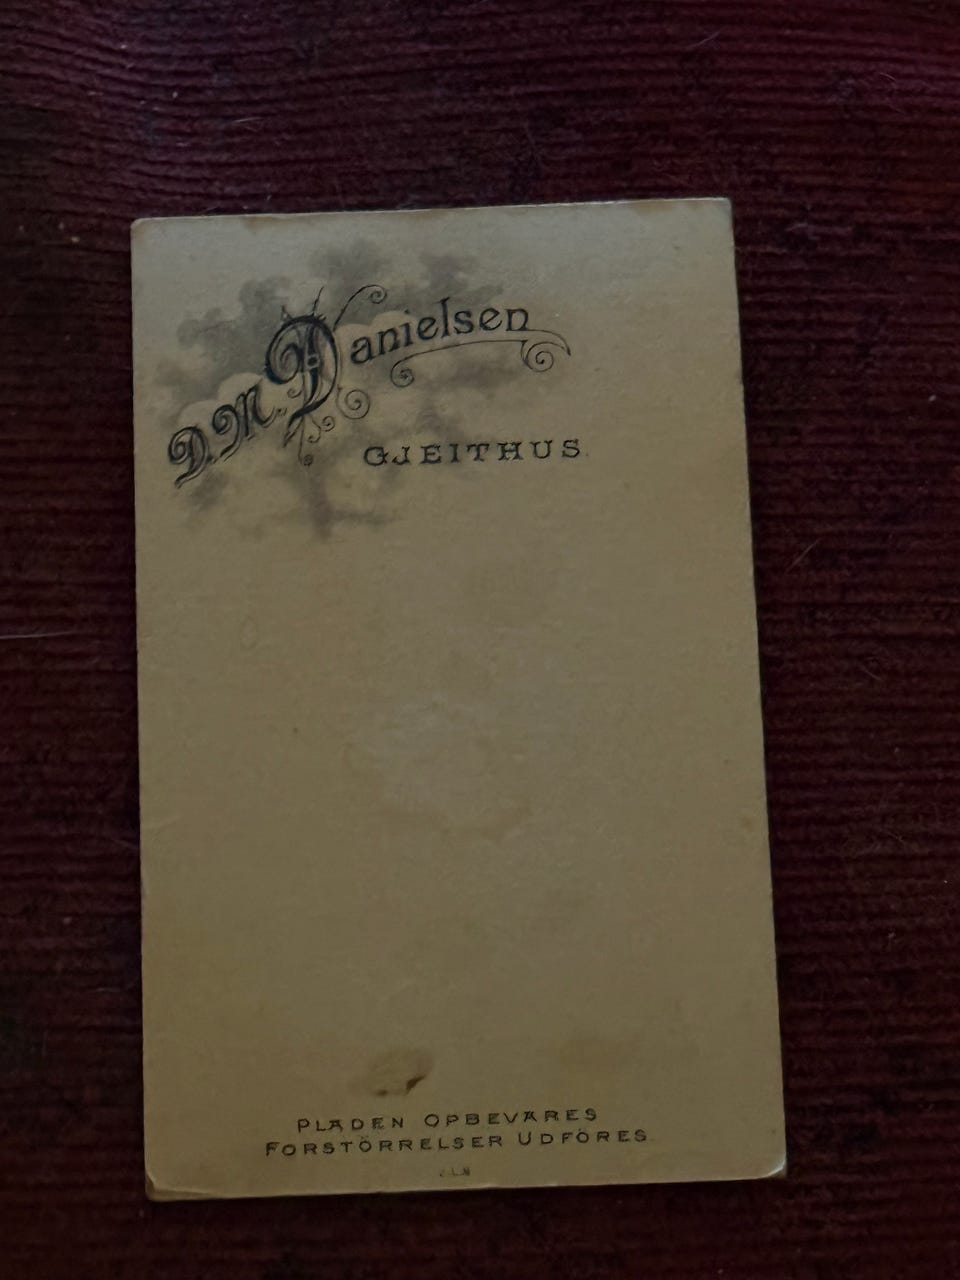 D. M. Danielsen
GJEITHUS.
PLADEN OPBEVARES
FORSTÖRRELSER UDFÖRES.